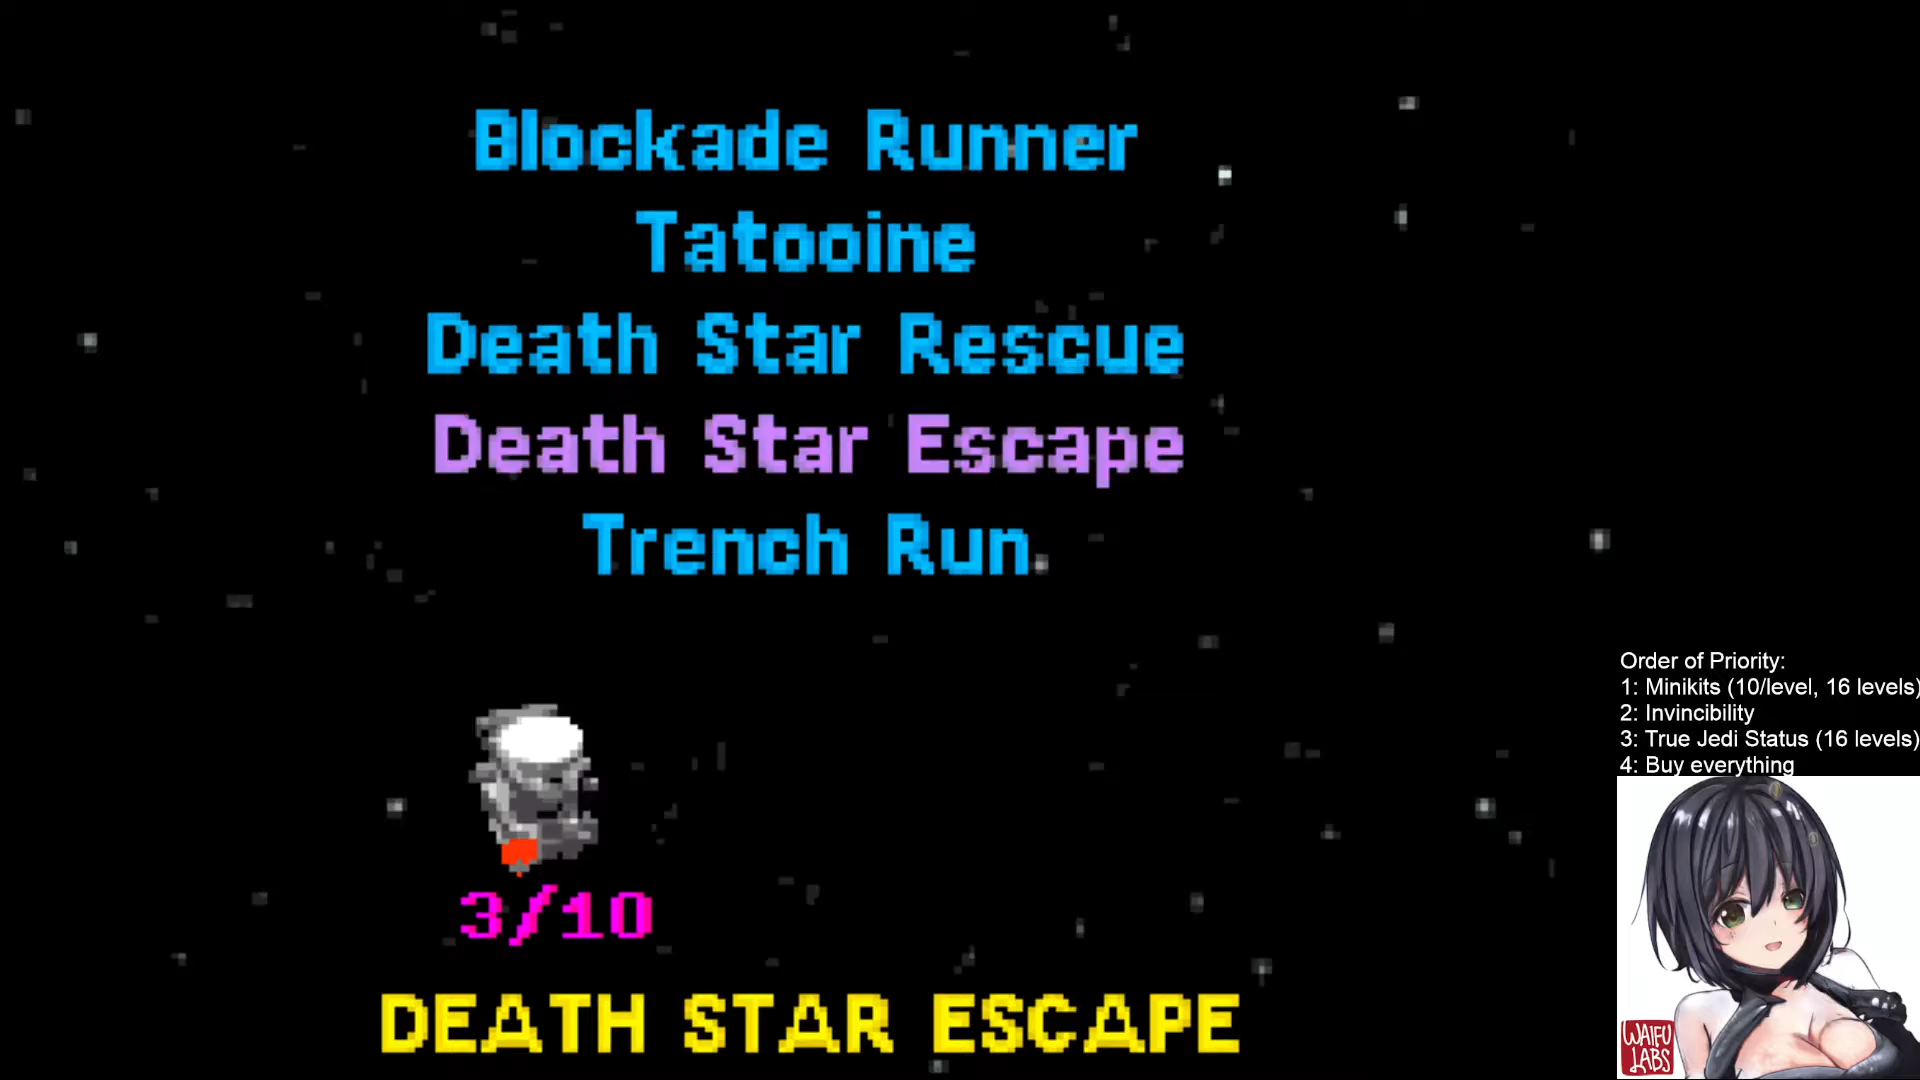 Blockade Runner
Tatooine
Death Star Rescue
Death Star Escape
Trench Run
3/10
DEATH STAR ESCAPE
Order of Priority:
1: Minikits (10/level, 16 levels)
2: Invincibility
3: True Jedi Status (16 levels)
4: Buy everything
WAIFU
LABS